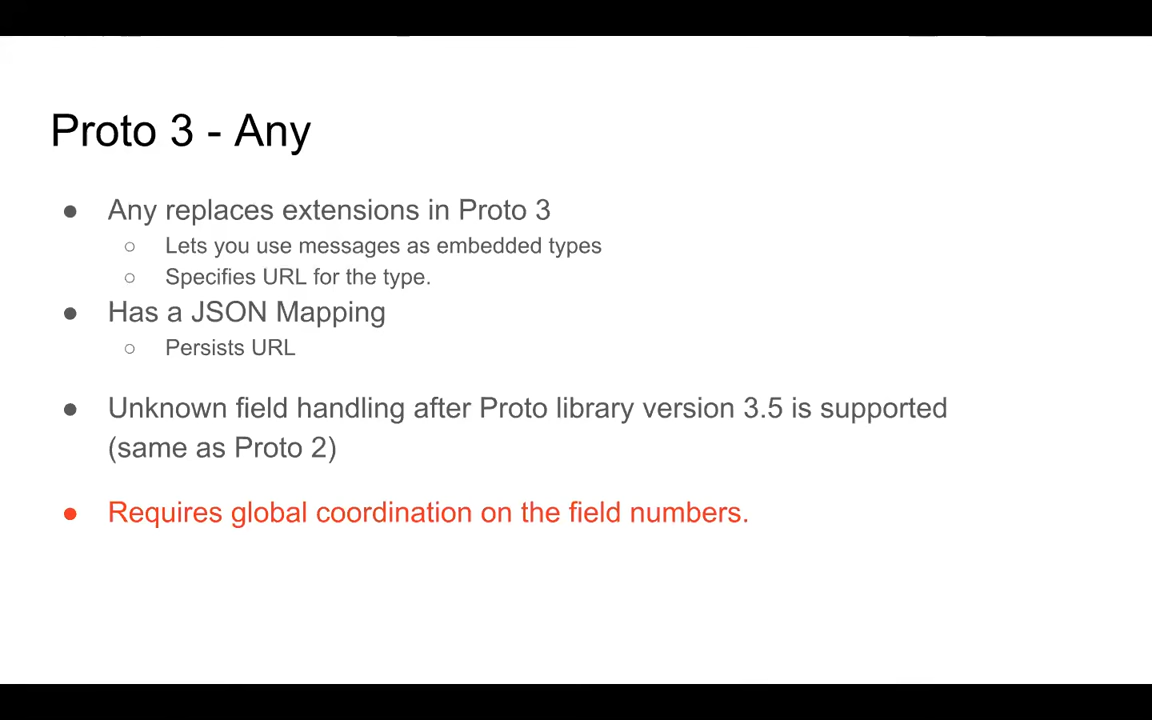 Proto 3 - Any
● Any replaces extensions in Proto 3
○ Lets you use messages as embedded types
○ Specifies URL for the type.
● Has a JSON Mapping
○ Persists URL
● Unknown field handling after Proto library version 3.5 is supported
(same as Proto 2)
● Requires global coordination on the field numbers.